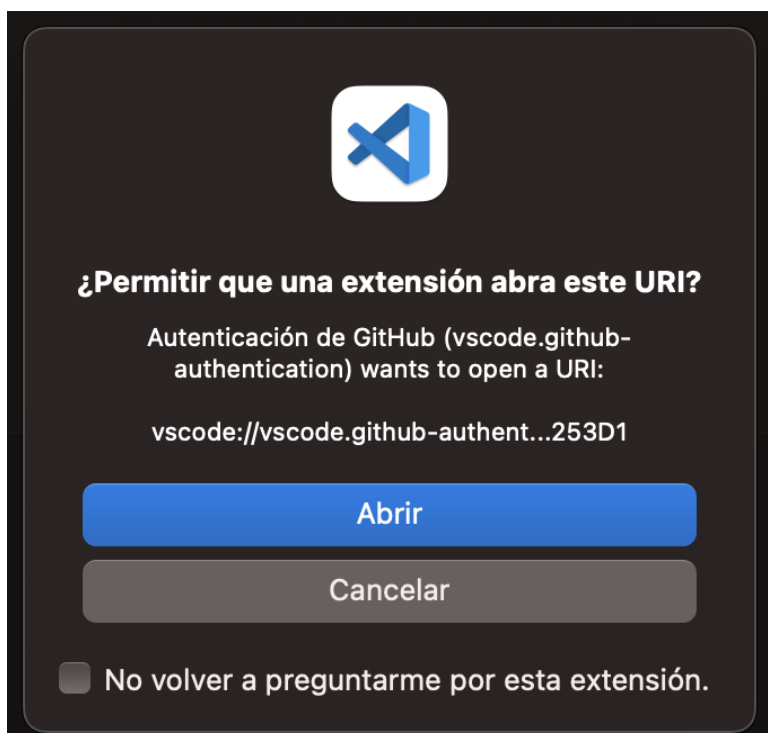 ¿Permitir que una extensión abra este URI?
Autenticación de GitHub (vscode.github-
authentication) wants to open a URI:
vscode://vscode.github-authent...253D1
Abrir
Cancelar
No volver a preguntarme por esta extensión.